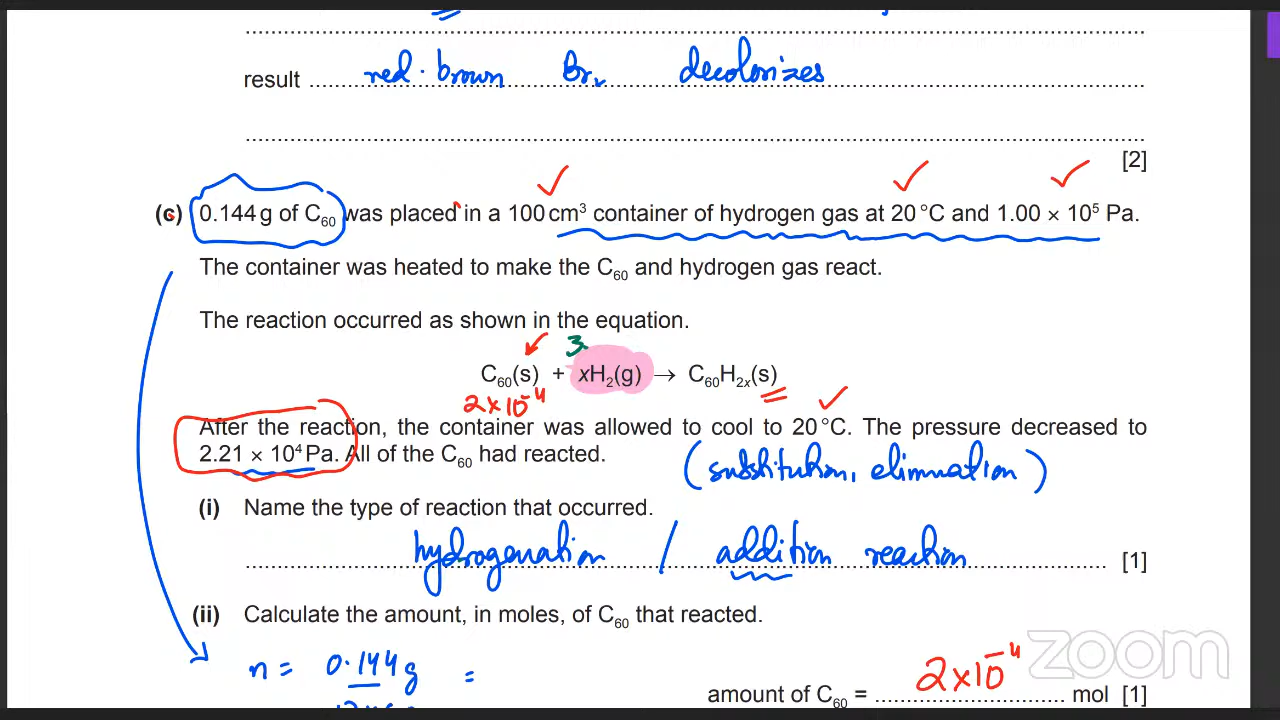 result red-brown Br₂ decolorizes
[2]
(c) 0.144 g of C₆₀ was placed in a 100 cm³ container of hydrogen gas at 20 °C and 1.00 × 10⁵ Pa.
The container was heated to make the C₆₀ and hydrogen gas react.
The reaction occurred as shown in the equation.
3
C₆₀(s) + xH₂(g) → C₆₀H₂ₓ(s)
2×10⁻⁴
After the reaction, the container was allowed to cool to 20 °C. The pressure decreased to
2.21 × 10⁴ Pa. All of the C₆₀ had reacted.
(substitution, elimination)
(i) Name the type of reaction that occurred.
hydrogenation / addition reaction [1]
(ii) Calculate the amount, in moles, of C₆₀ that reacted.
n = 0.144 g =
amount of C₆₀ = 2×10⁻⁴ mol [1]
zoom